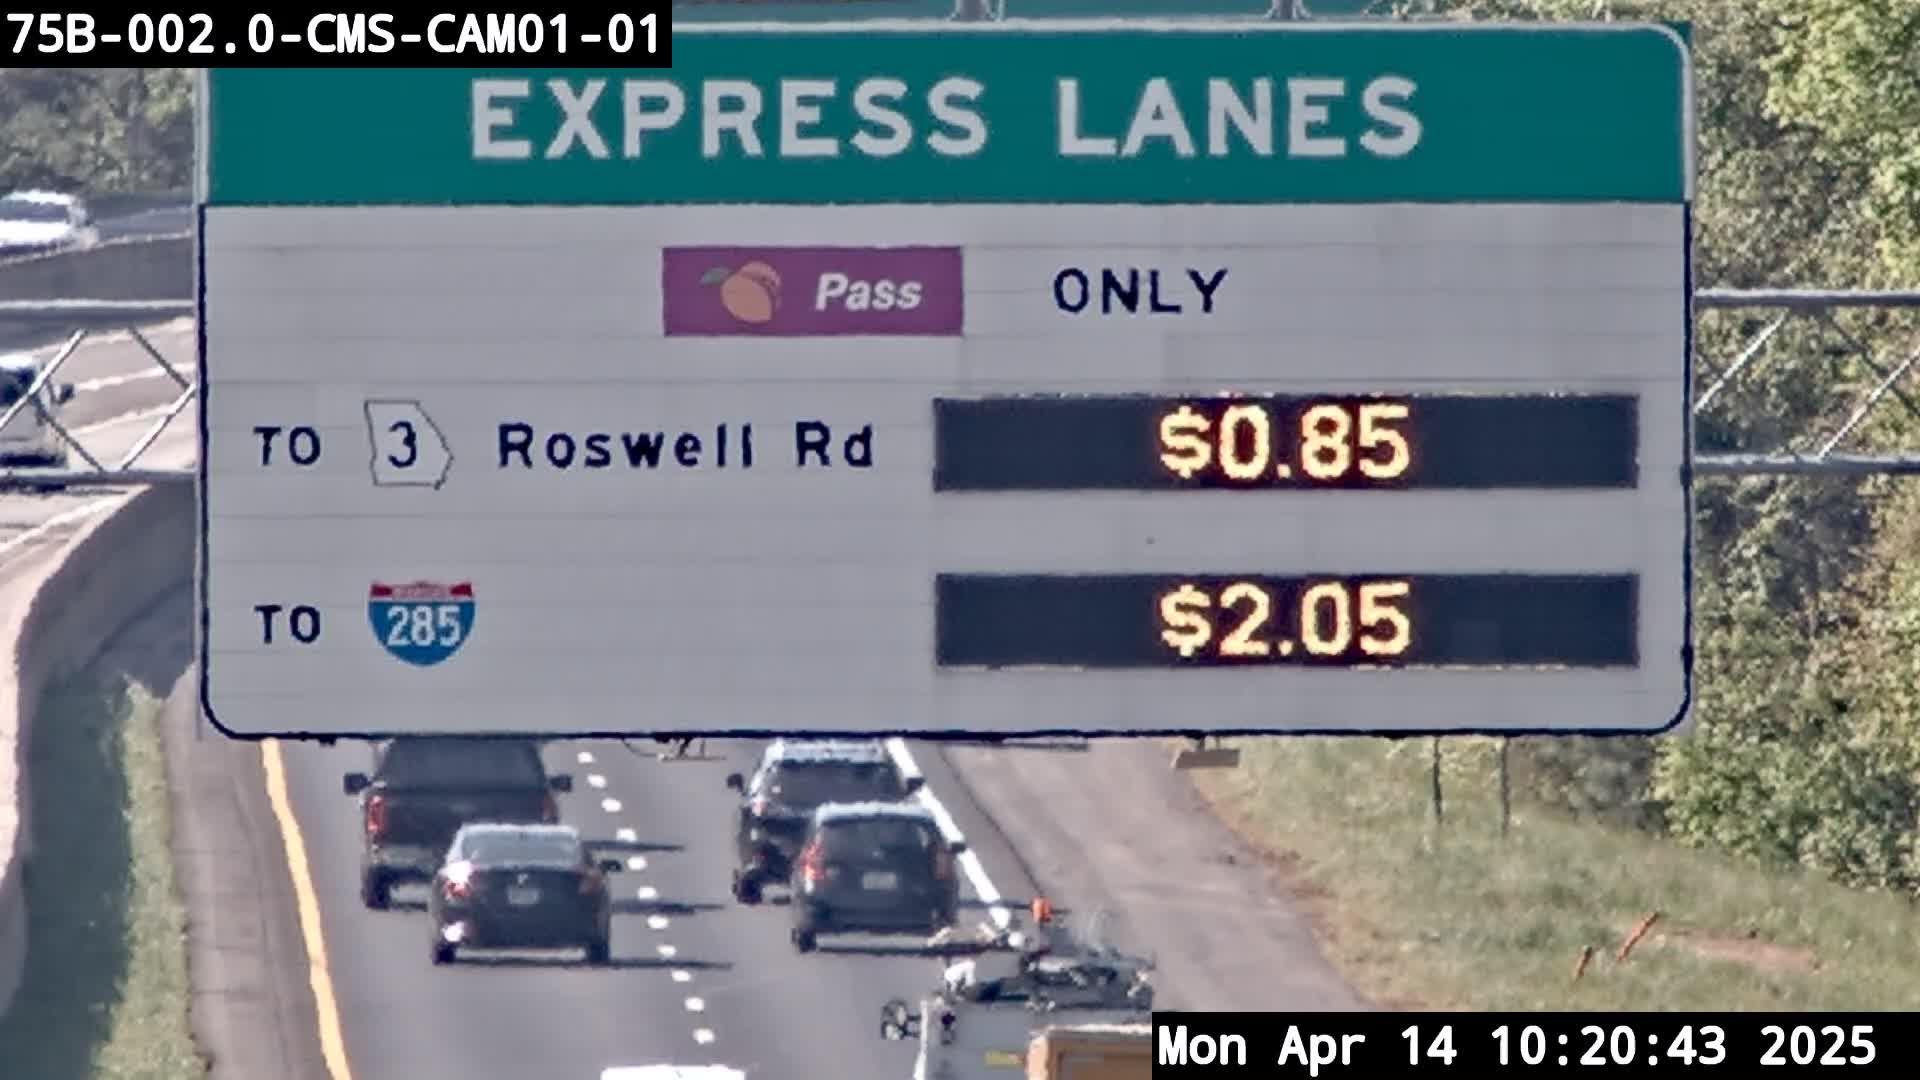 75B-002.0-CMS-CAM01-01
EXPRESS LANES
Pass ONLY
TO 3 Roswell Rd $0.85
TO 285 $2.05
Mon Apr 14 10:20:43 2025